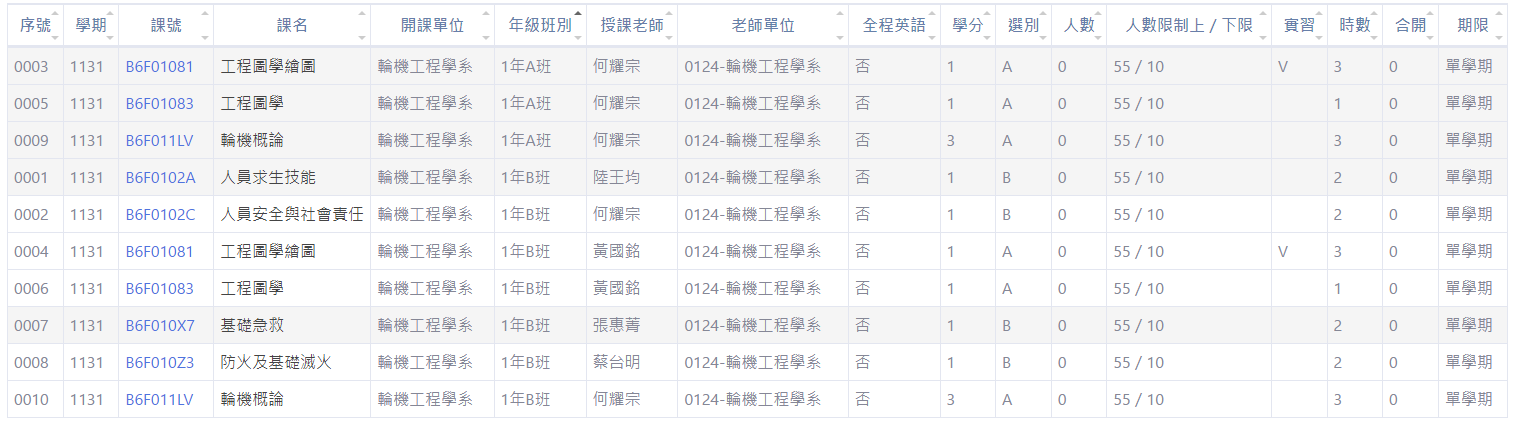 序號 學期 課號 課名 開課單位 年級班別 授課老師 老師單位 全程英語 學分 選別 人數 人數限制上 / 下限 實習 時數 合開 期限
0003 1131 B6F01081 工程圖學繪圖 輪機工程學系 1年A班 何耀宗 0124-輪機工程學系 否 1 A 0 55 / 10 V 3 0 單學期
0005 1131 B6F01083 工程圖學 輪機工程學系 1年A班 何耀宗 0124-輪機工程學系 否 1 A 0 55 / 10 1 0 單學期
0009 1131 B6F011LV 輪機概論 輪機工程學系 1年A班 何耀宗 0124-輪機工程學系 否 3 A 0 55 / 10 3 0 單學期
0001 1131 B6F0102A 人員求生技能 輪機工程學系 1年B班 陸王均 0124-輪機工程學系 否 1 B 0 55 / 10 2 0 單學期
0002 1131 B6F0102C 人員安全與社會責任 輪機工程學系 1年B班 何耀宗 0124-輪機工程學系 否 1 B 0 55 / 10 2 0 單學期
0004 1131 B6F01081 工程圖學繪圖 輪機工程學系 1年B班 黃國銘 0124-輪機工程學系 否 1 A 0 55 / 10 V 3 0 單學期
0006 1131 B6F01083 工程圖學 輪機工程學系 1年B班 黃國銘 0124-輪機工程學系 否 1 A 0 55 / 10 1 0 單學期
0007 1131 B6F010X7 基礎急救 輪機工程學系 1年B班 張惠菁 0124-輪機工程學系 否 1 B 0 55 / 10 2 0 單學期
0008 1131 B6F010Z3 防火及基礎滅火 輪機工程學系 1年B班 蔡台明 0124-輪機工程學系 否 1 B 0 55 / 10 2 0 單學期
0010 1131 B6F011LV 輪機概論 輪機工程學系 1年B班 何耀宗 0124-輪機工程學系 否 3 A 0 55 / 10 3 0 單學期